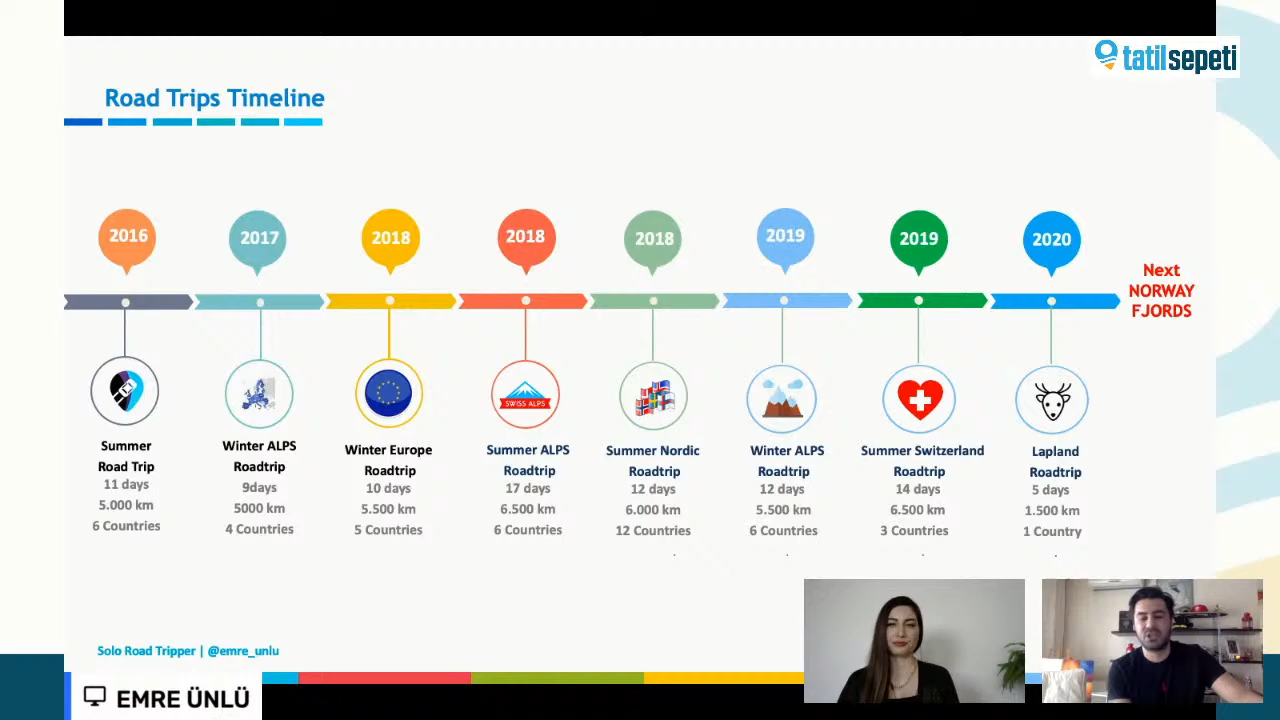 tatilsepeti
Road Trips Timeline
2016
2017
2018
2018
2018
2019
2019
2020
Next
NORWAY
FJORDS
SWISS ALPS
Summer
Road Trip
11 days
5.000 km
6 Countries
Winter ALPS
Roadtrip
9days
5000 km
4 Countries
Winter Europe
Roadtrip
10 days
5.500 km
5 Countries
Summer ALPS
Roadtrip
17 days
6.500 km
6 Countries
Summer Nordic
Roadtrip
12 days
6.000 km
12 Countries
Winter ALPS
Roadtrip
12 days
5.500 km
6 Countries
Summer Switzerland
Roadtrip
14 days
6.500 km
3 Countries
Lapland
Roadtrip
5 days
1.500 km
1 Country
Solo Road Tripper | @emre_unlu
EMRE ÜNLÜ